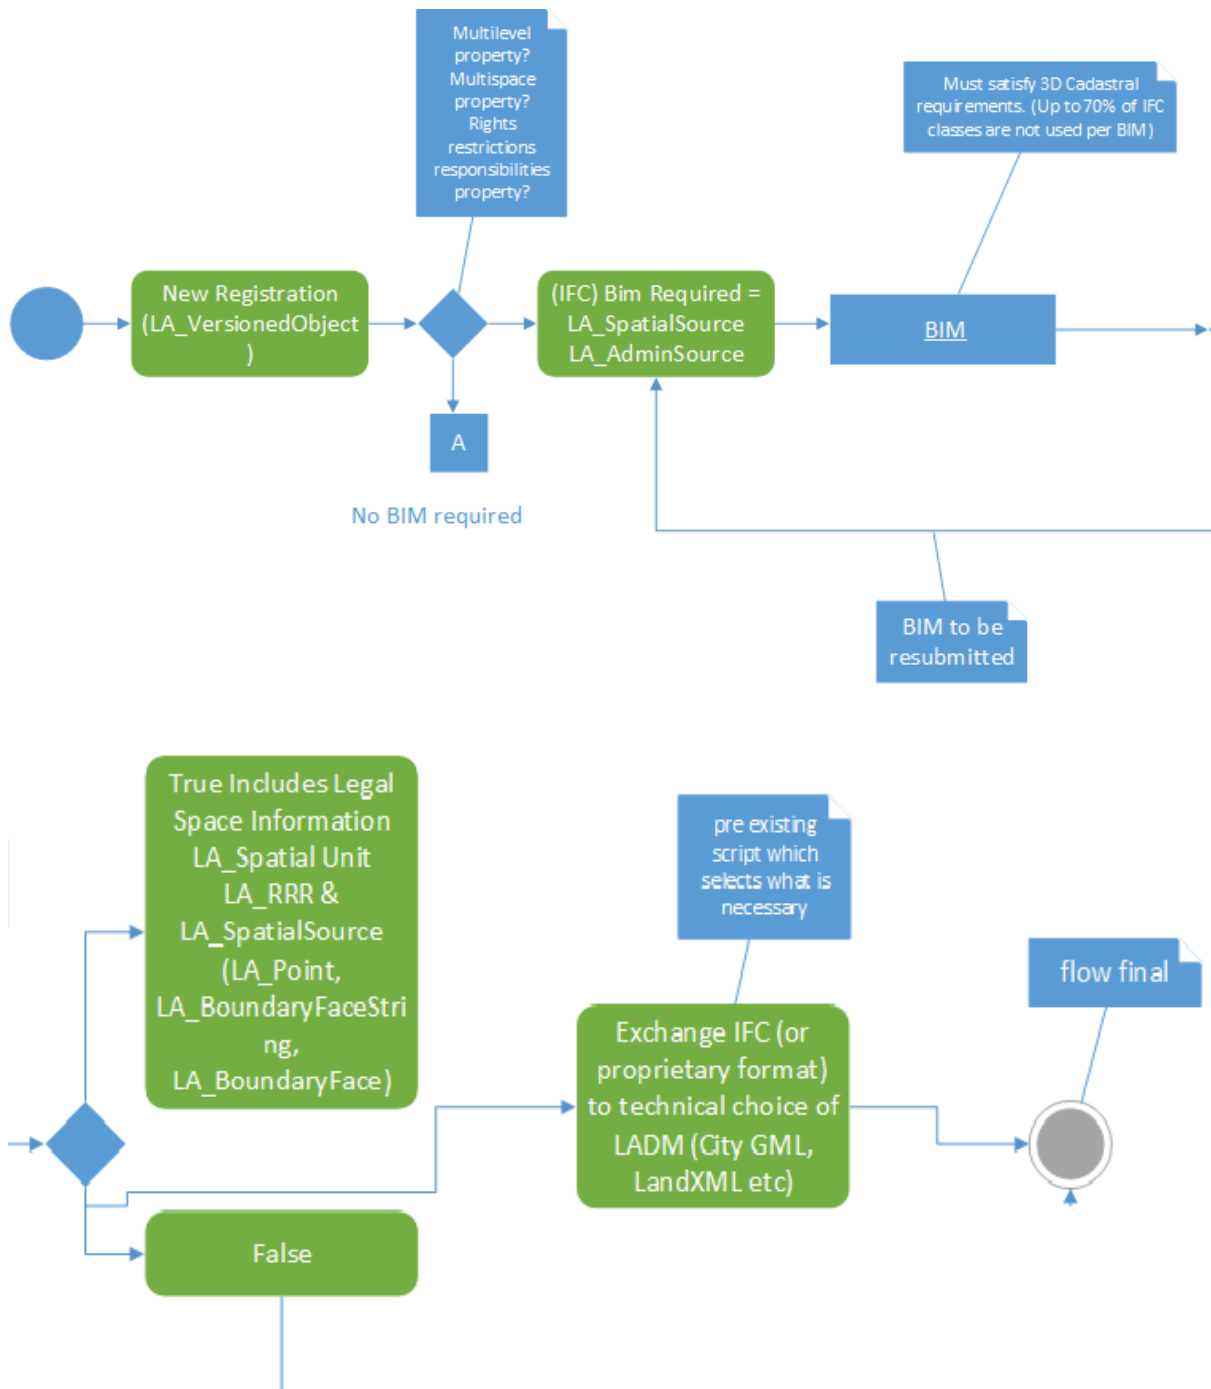 Multilevel
property?
Multispace
property?
Rights
restrictions
responsibilities
property?
Must satisfy 3D Cadastral
requirements. (Up to 70% of IFC
classes are not used per BIM)
New Registration
(LA_VersionedObject
)
(IFC) Bim Required =
LA_SpatialSource
LA_AdminSource
BIM
A
No BIM required
BIM to be
resubmitted
True Includes Legal
Space Information
LA_Spatial Unit
LA_RRR &
LA_SpatialSource
(LA_Point,
LA_BoundaryFaceStri
ng,
LA_BoundaryFace)
pre existing
script which
selects what is
necessary
flow final
Exchange IFC (or
proprietary format)
to technical choice of
LADM (City GML,
LandXML etc)
False